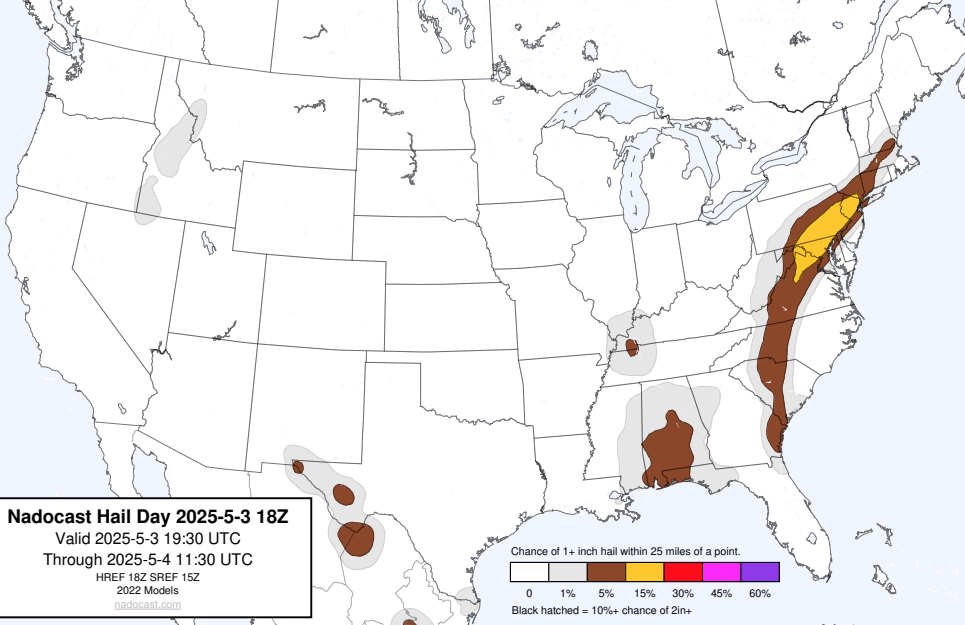 Nadocast Hail Day 2025-5-3 18Z
Valid 2025-5-3 19:30 UTC
Through 2025-5-4 11:30 UTC
HREF 18Z SREF 15Z
2022 Models
nadocast.com
Chance of 1+ inch hail within 25 miles of a point.
0 1% 5% 15% 30% 45% 60%
Black hatched = 10%+ chance of 2in+